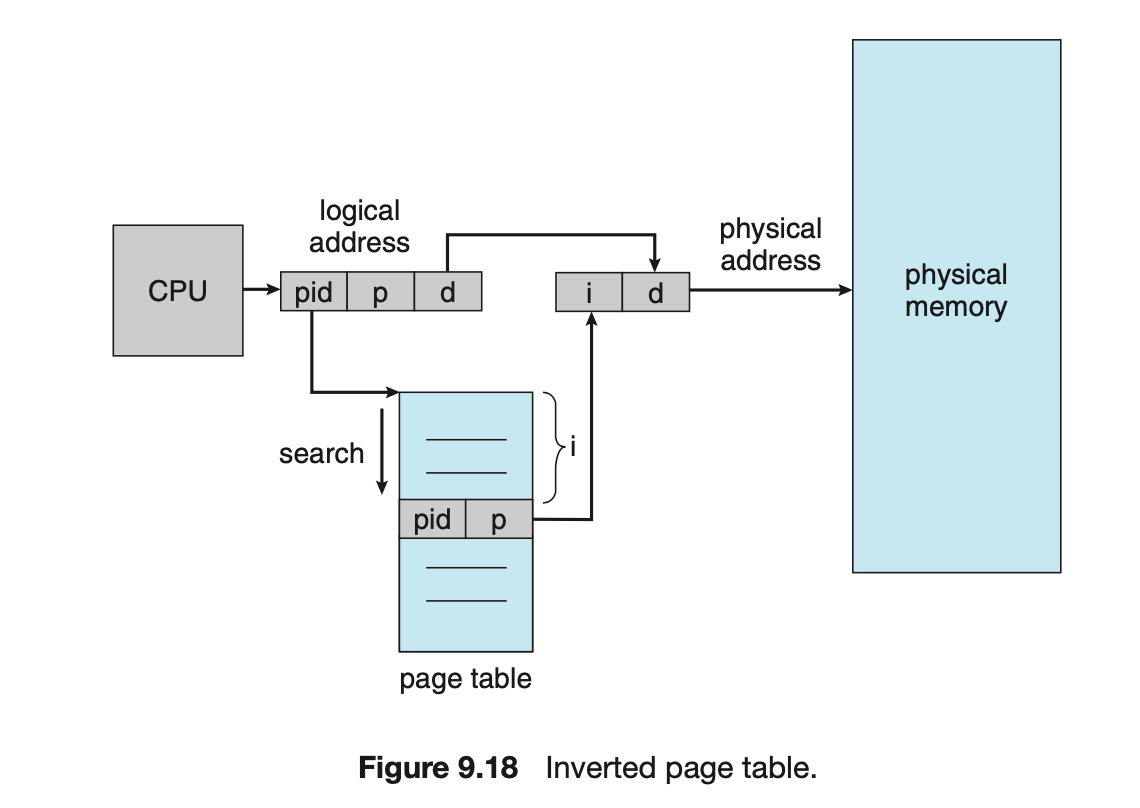 logical
address
physical
address
CPU
pid p d
i d
physical
memory
search
i
pid p
page table
Figure 9.18 Inverted page table.